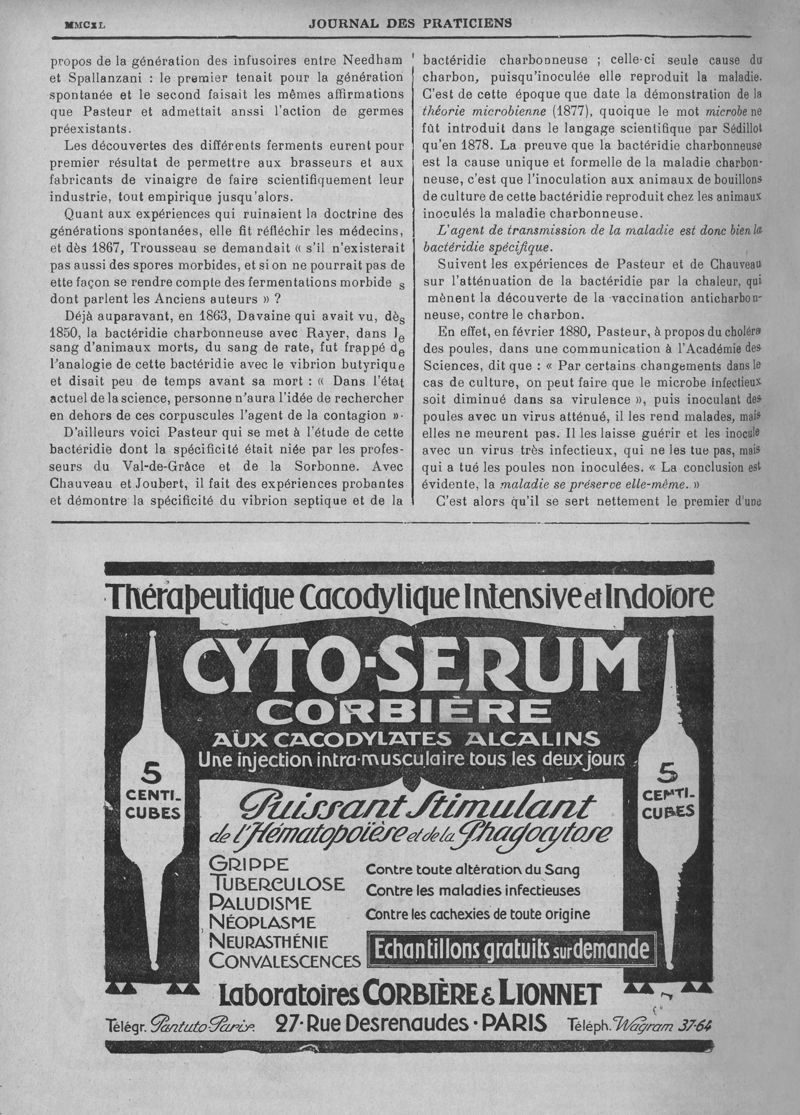 MMCXL
JOURNAL DES PRATICIENS
propos de la génération des infusoires entre Needham
et Spallanzani : le premier tenait pour la génération
spontanée et le second faisait les mêmes affirmations
que Pasteur et admettait anssi l'action de germes
préexistants.
Les découvertes des différents ferments eurent pour
premier résultat de permettre aux brasseurs et aux
fabricants de vinaigre de faire scientifiquement leur
industrie, tout empirique jusqu'alors.
Quant aux expériences qui ruinaient la doctrine des
générations spontanées, elle fit réfléchir les médecins,
et dès 1867, Trousseau se demandait « s'il n'existerait
pas aussi des spores morbides, et si on ne pourrait pas de
ette façon se rendre compte des fermentations morbide s
dont parlent les Anciens auteurs » ?
Déjà auparavant, en 1863, Davaine qui avait vu, dès
1850, la bactéridie charbonneuse avec Rayer, dans le
sang d'animaux morts, du sang de rate, fut frappé de
l'analogie de cette bactéridie avec le vibrion butyrique
et disait peu de temps avant sa mort : « Dans l'état
actuel de la science, personne n'aura l'idée de rechercher
en dehors de ces corpuscules l'agent de la contagion ».
D'ailleurs voici Pasteur qui se met à l'étude de cette
bactéridie dont la spécificité était niée par les profes-
seurs du Val-de-Grâce et de la Sorbonne. Avec
Chauveau et Joubert, il fait des expériences probantes
et démontre la spécificité du vibrion septique et de la
bactéridie charbonneuse ; celle-ci seule cause du
charbon, puisqu'inoculée elle reproduit la maladie.
C'est de cette époque que date la démonstration de la
théorie microbienne (1877), quoique le mot microbe ne
fût introduit dans le langage scientifique par Sédillot
qu'en 1878. La preuve que la bactéridie charbonneuse
est la cause unique et formelle de la maladie charbon-
neuse, c'est que l'inoculation aux animaux de bouillons
de culture de cette bactéridie reproduit chez les animaux
inoculés la maladie charbonneuse.
L'agent de transmission de la maladie est donc bien la
bactéridie spécifique.
Suivent les expériences de Pasteur et de Chauveau
sur l'atténuation de la bactéridie par la chaleur, qui
mènent la découverte de la vaccination anticharbon-
neuse, contre le charbon.
En effet, en février 1880, Pasteur, à propos du choléra
des poules, dans une communication à l'Académie des
Sciences, dit que : « Par certains changements dans le
cas de culture, on peut faire que le microbe infectieux
soit diminué dans sa virulence », puis inoculant des
poules avec un virus atténué, il les rend malades, mais
elles ne meurent pas. Il les laisse guérir et les inocule
avec un virus très infectieux, qui ne les tue pas, mais
qui a tué les poules non inoculées. « La conclusion est
évidente, la maladie se préserve elle-même. »
C'est alors qu'il se sert nettement le premier d'une
Thérapeutique Cacodylique Intensive et Indolore
CYTO-SERUM
CORBIÈRE
AUX CACODYLATES ALCALINS
Une injection intra-musculaire tous les deux jours
5
CENTI-
CUBES
5
CENTI-
CUBES
Puissant Stimulant
de l'Hématopoïèse et de la Phagocytose
GRIPPE
TUBERCULOSE
PALUDISME
NÉOPLASME
NEURASTHÉNIE
CONVALESCENCES
Contre toute altération du Sang
Contre les maladies infectieuses
Contre les cachexies de toute origine
Echantillons gratuits sur demande
Laboratoires CORBIÈRE & LIONNET
Télégr. Pantuto-Paris. 27·Rue Desrenaudes·PARIS Téléph. Wagram 37-64